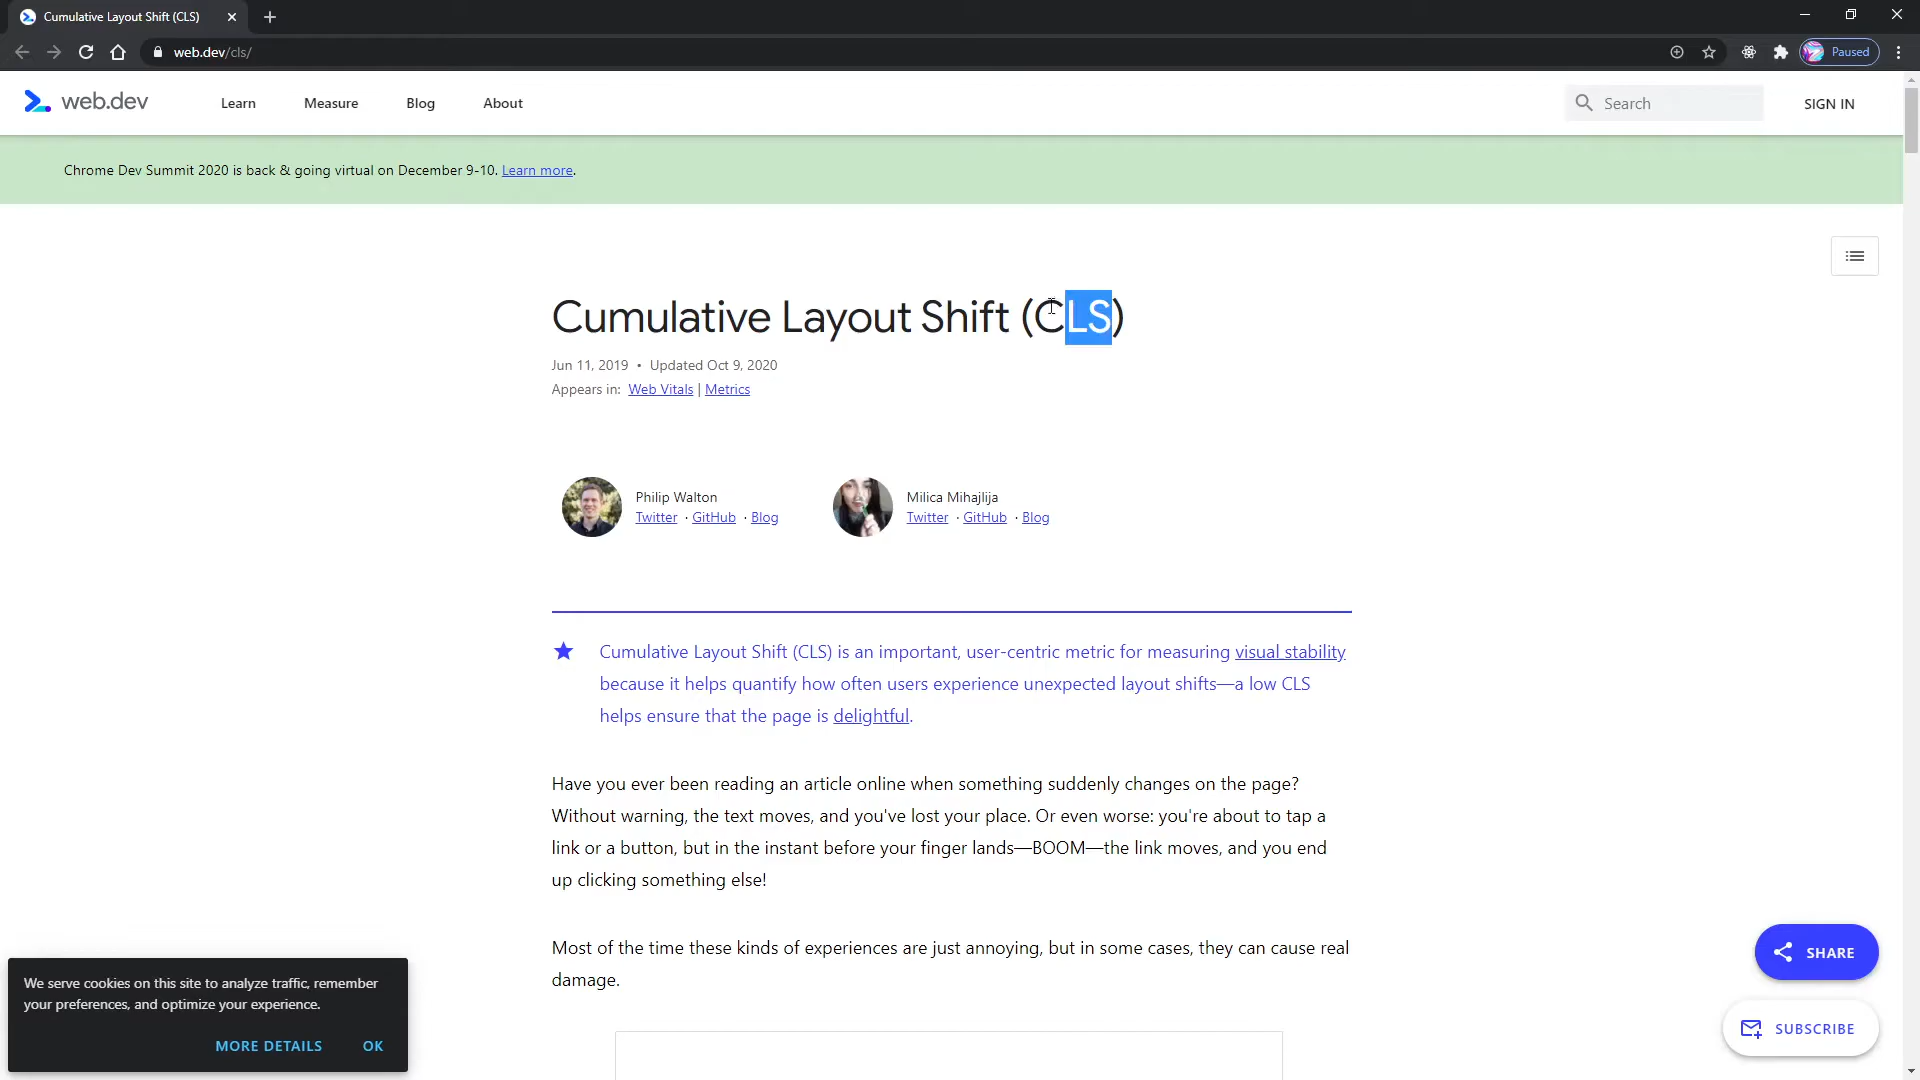 Cumulative Layout Shift (CLS)
web.dev/cls/
Paused
web.dev
Learn
Measure
Blog
About
Search
SIGN IN
Chrome Dev Summit 2020 is back & going virtual on December 9-10. Learn more.
Cumulative Layout Shift (CLS)
Jun 11, 2019 • Updated Oct 9, 2020
Appears in: Web Vitals | Metrics
Philip Walton
Twitter · GitHub · Blog
Milica Mihajlija
Twitter · GitHub · Blog
Cumulative Layout Shift (CLS) is an important, user-centric metric for measuring visual stability
because it helps quantify how often users experience unexpected layout shifts—a low CLS
helps ensure that the page is delightful.
Have you ever been reading an article online when something suddenly changes on the page?
Without warning, the text moves, and you've lost your place. Or even worse: you're about to tap a
link or a button, but in the instant before your finger lands—BOOM—the link moves, and you end
up clicking something else!
Most of the time these kinds of experiences are just annoying, but in some cases, they can cause real
damage.
We serve cookies on this site to analyze traffic, remember
your preferences, and optimize your experience.
MORE DETAILS
OK
SHARE
SUBSCRIBE